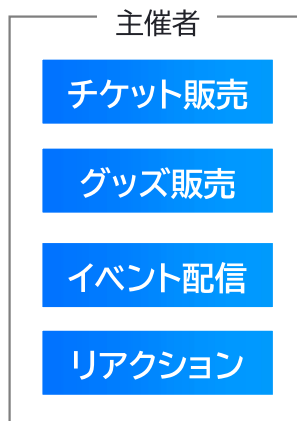 主催者
チケット販売
グッズ販売
イベント配信
リアクション